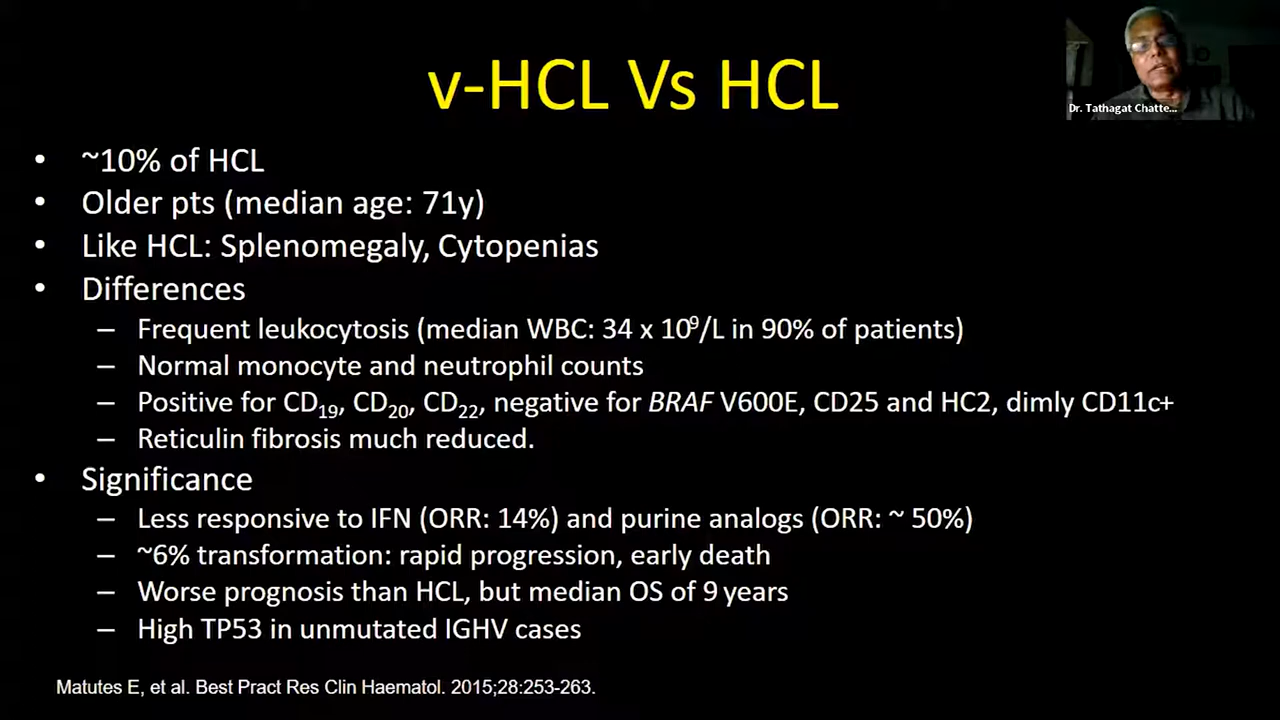 v-HCL Vs HCL
Dr. Tathagat Chatte...
• ~10% of HCL
• Older pts (median age: 71y)
• Like HCL: Splenomegaly, Cytopenias
• Differences
– Frequent leukocytosis (median WBC: 34 x 10⁹/L in 90% of patients)
– Normal monocyte and neutrophil counts
– Positive for CD₁₉, CD₂₀, CD₂₂, negative for BRAF V600E, CD25 and HC2, dimly CD11c+
– Reticulin fibrosis much reduced.
• Significance
– Less responsive to IFN (ORR: 14%) and purine analogs (ORR: ~ 50%)
– ~6% transformation: rapid progression, early death
– Worse prognosis than HCL, but median OS of 9 years
– High TP53 in unmutated IGHV cases
Matutes E, et al. Best Pract Res Clin Haematol. 2015;28:253-263.